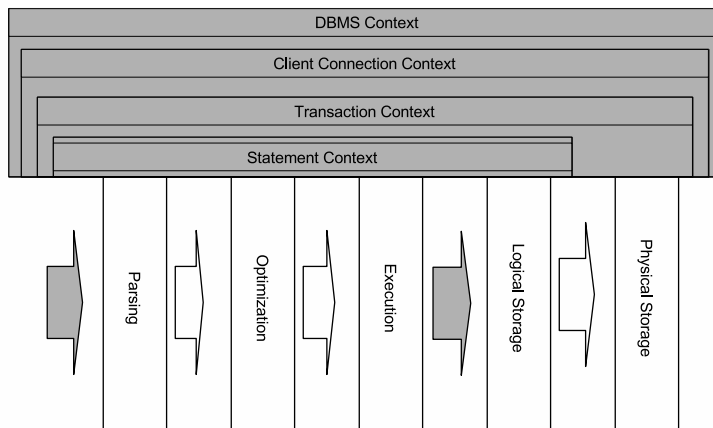 DBMS Context
Client Connection Context
Transaction Context
Statement Context
Parsing
Optimization
Execution
Logical Storage
Physical Storage